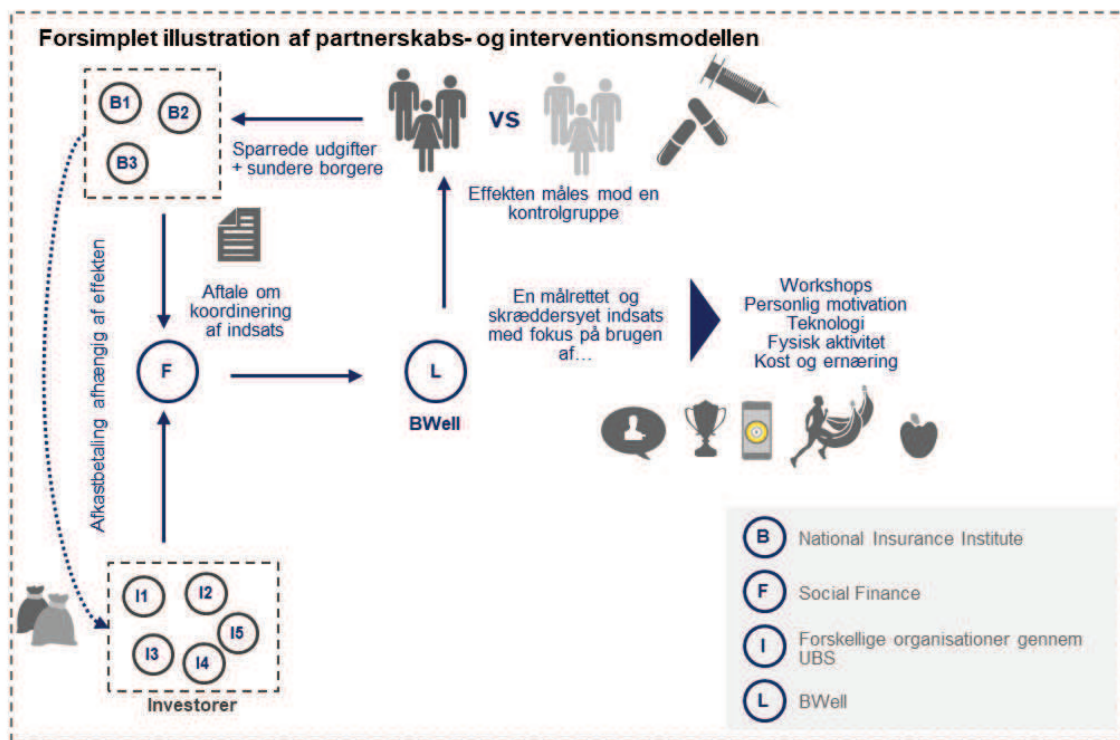 Forsimplet illustration af partnerskabs- og interventionsmodellen
B1
B2
B3
Sparrede udgifter
+ sundere borgere
VS
Effekten måles mod en
kontrolgruppe
Aftale om
koordinering
af indsats
Afkastbetaling afhængig af effekten
F
L
BWell
En målrettet og
skræddersyet indsats
med fokus på brugen
af…
Workshops
Personlig motivation
Teknologi
Fysisk aktivitet
Kost og ernæring
I1
I2
I3
I4
I5
Investorer
B National Insurance Institute
F Social Finance
I Forskellige organisationer gennem
UBS
L BWell